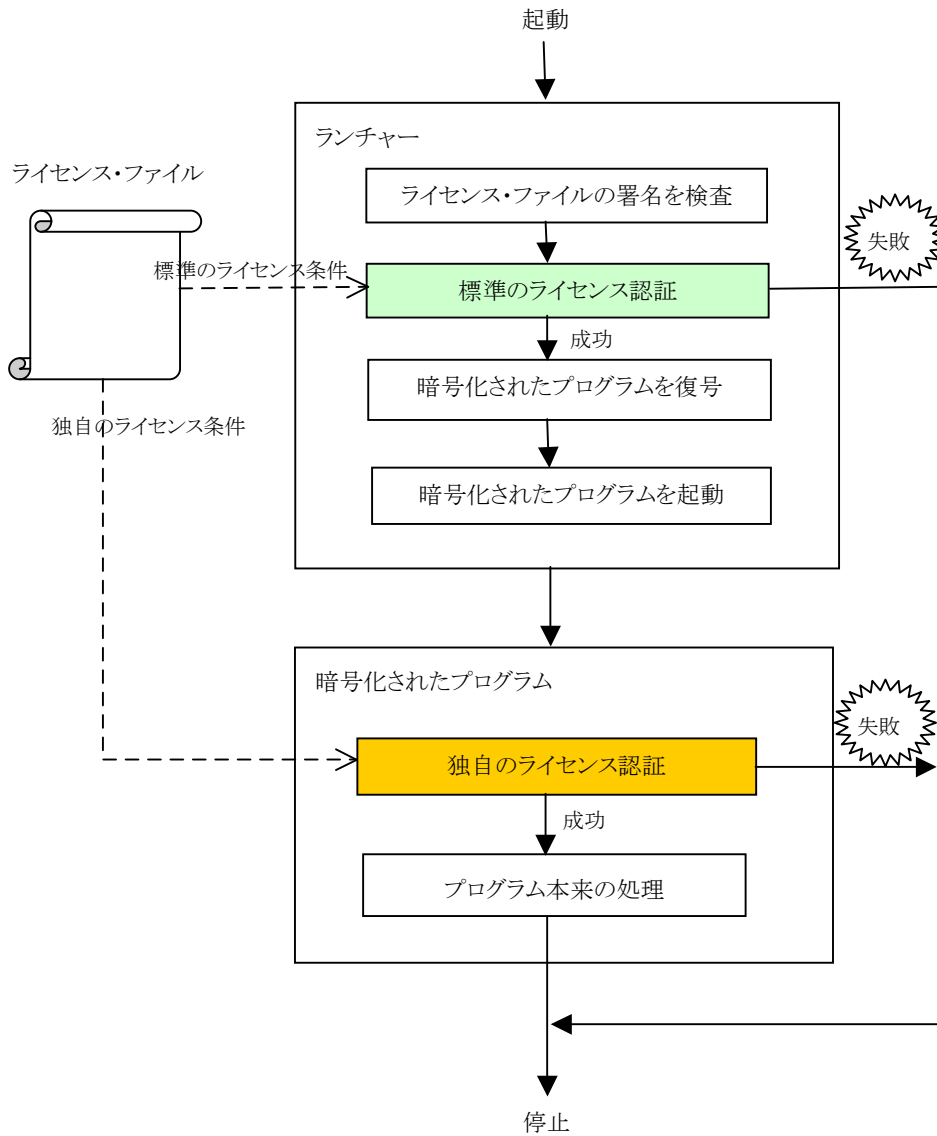 起動
ランチャー
ライセンス・ファイル
ライセンス・ファイルの署名を検査
失敗
標準のライセンス条件
標準のライセンス認証
成功
暗号化されたプログラムを復号
独自のライセンス条件
暗号化されたプログラムを起動
暗号化されたプログラム
失敗
独自のライセンス認証
成功
プログラム本来の処理
停止